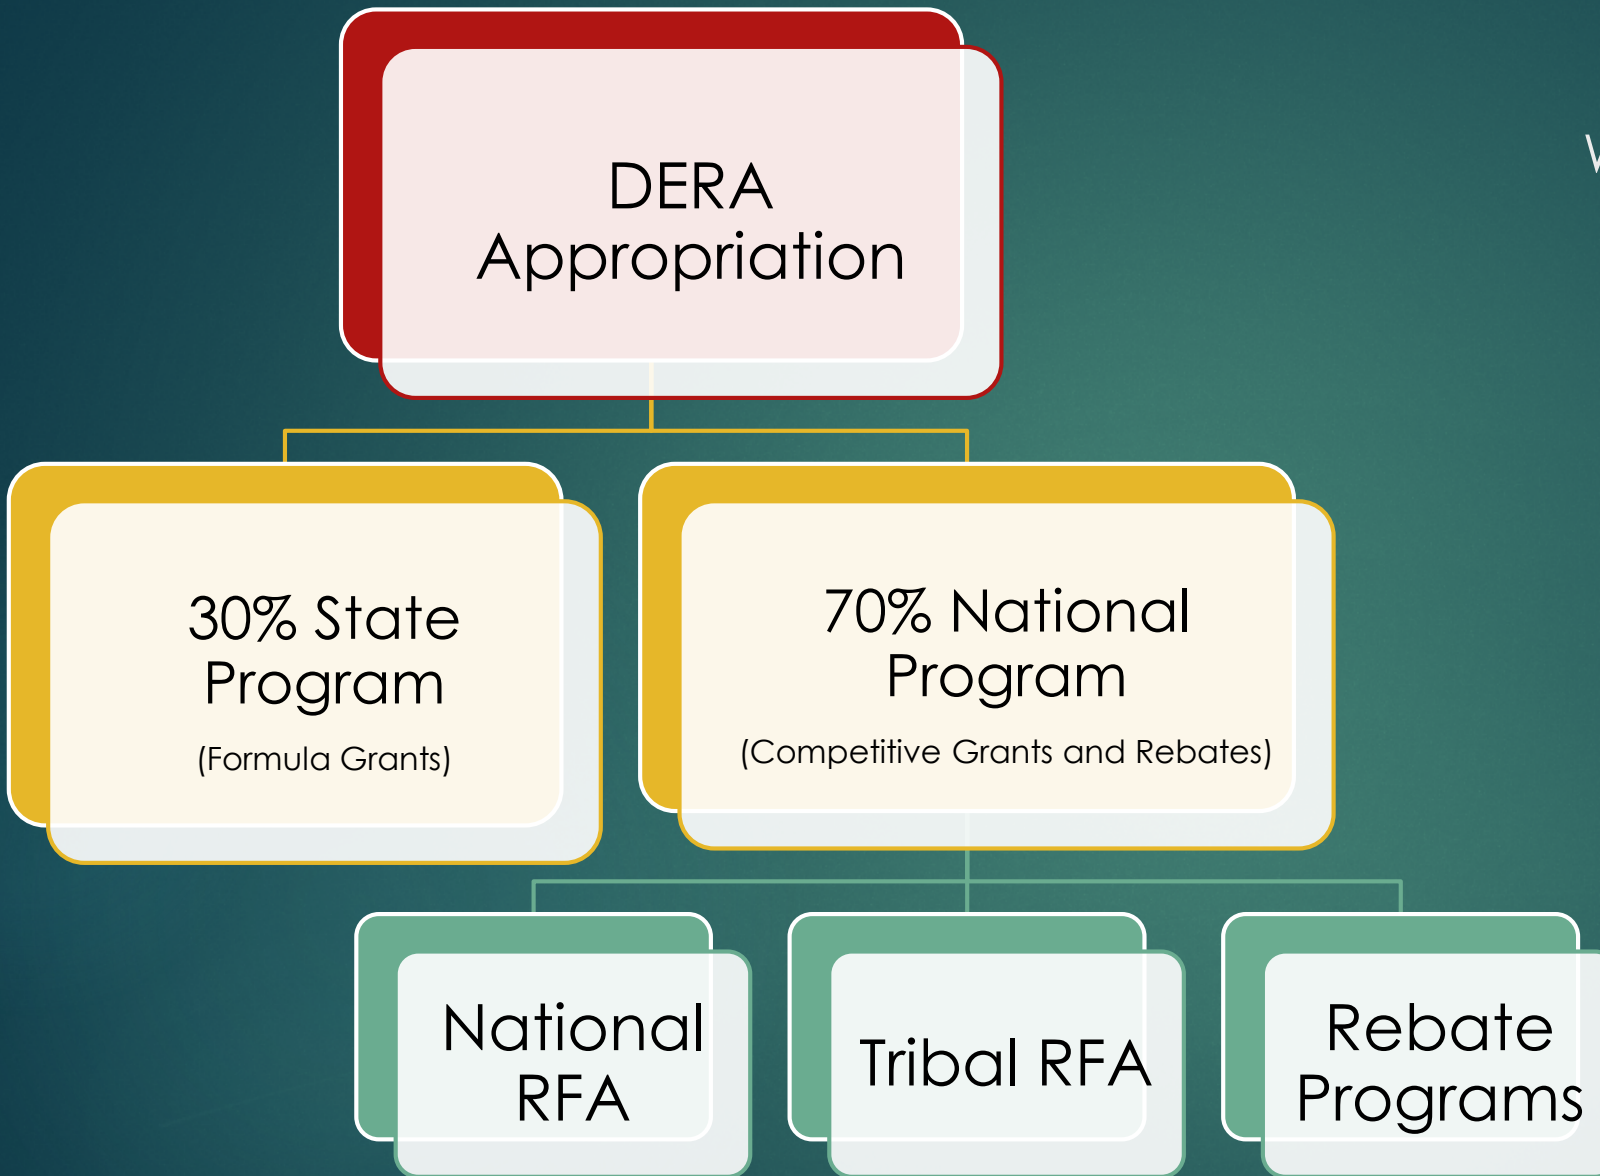 DERA
Appropriation
30% State
Program
(Formula Grants)
70% National
Program
(Competitive Grants and Rebates)
National
RFA
Tribal RFA
Rebate
Programs